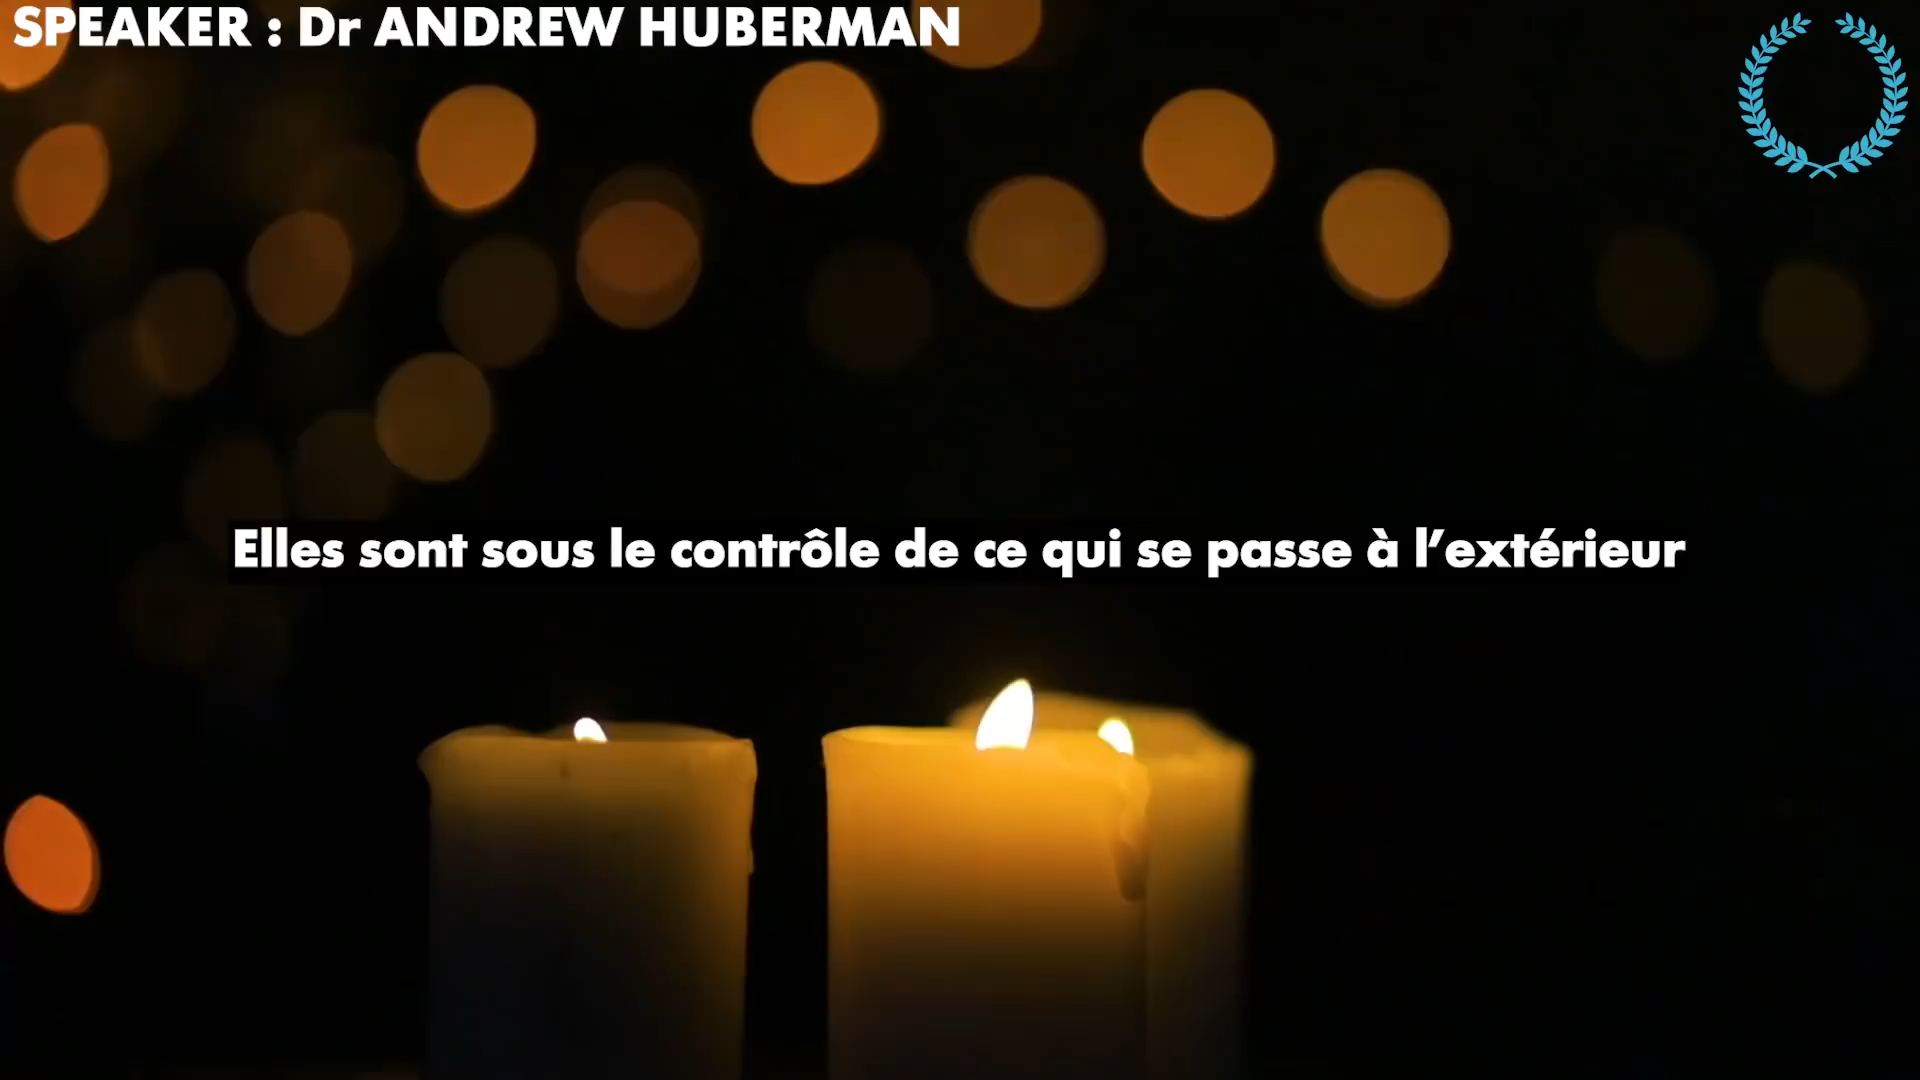 SPEAKER : Dr ANDREW HUBERMAN
Elles sont sous le contrôle de ce qui se passe à l’extérieur